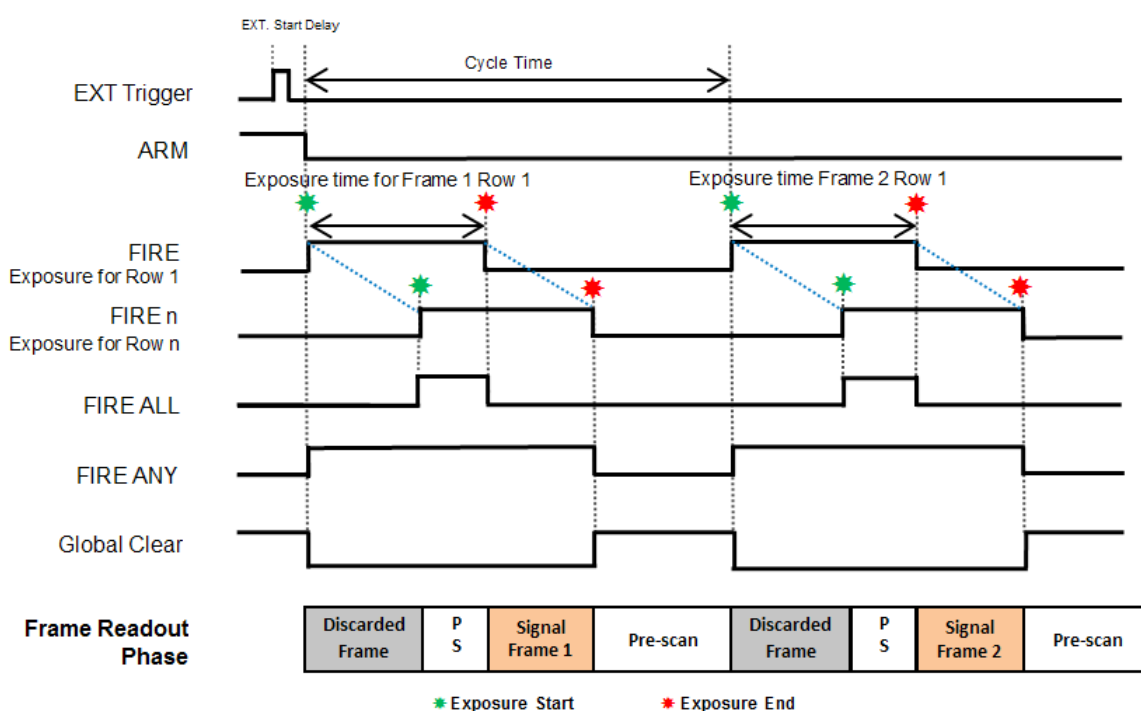 EXT. Start Delay
Cycle Time
EXT Trigger
ARM
Exposure time for Frame 1 Row 1
Exposure time Frame 2 Row 1
FIRE
Exposure for Row 1
FIRE n
Exposure for Row n
FIRE ALL
FIRE ANY
Global Clear
Frame Readout
Phase
Discarded
Frame
P
S
Signal
Frame 1
Pre-scan
Discarded
Frame
P
S
Signal
Frame 2
Pre-scan
Exposure Start
Exposure End